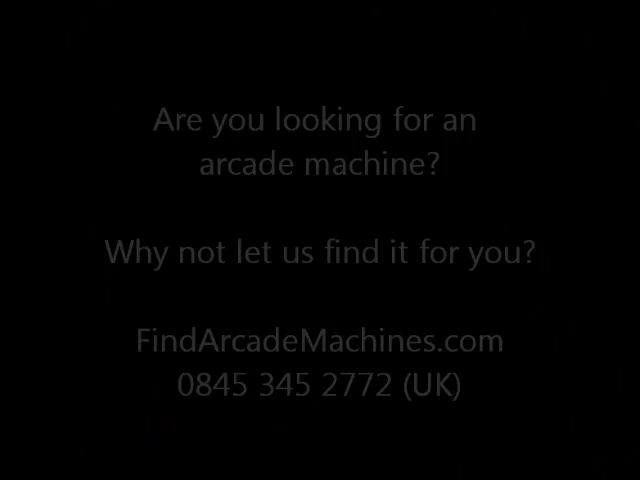 Are you looking for an
arcade machine?
Why not let us find it for you?
FindArcadeMachines.com
0845 345 2772 (UK)